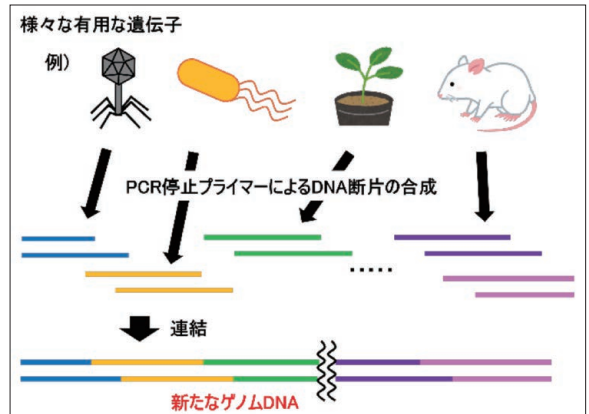 様々な有用な遺伝子
例)
PCR停止プライマーによるDNA断片の合成
.....
連結
新たなゲノムDNA